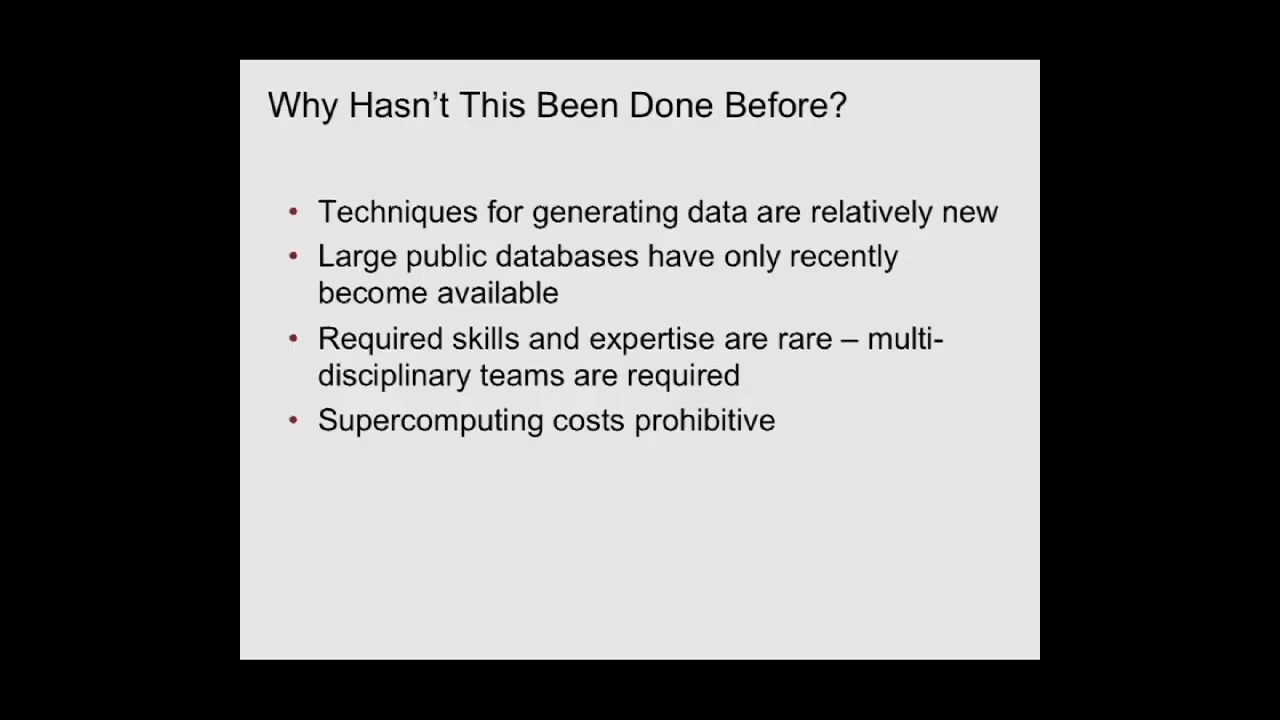 Why Hasn’t This Been Done Before?
• Techniques for generating data are relatively new
• Large public databases have only recently
become available
• Required skills and expertise are rare – multi-
disciplinary teams are required
• Supercomputing costs prohibitive